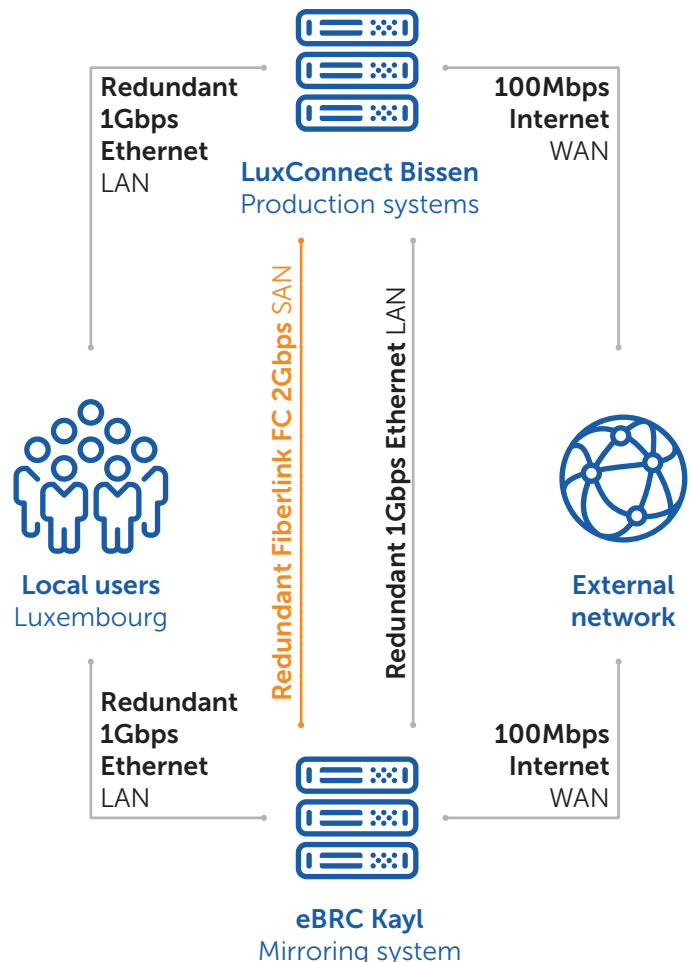 Redundant
1Gbps
Ethernet
LAN
100Mbps
Internet
WAN
LuxConnect Bissen
Production systems
Redundant Fiberlink FC 2Gbps SAN
Redundant 1Gbps Ethernet LAN
Local users
Luxembourg
External
network
Redundant
1Gbps
Ethernet
LAN
100Mbps
Internet
WAN
eBRC Kayl
Mirroring system